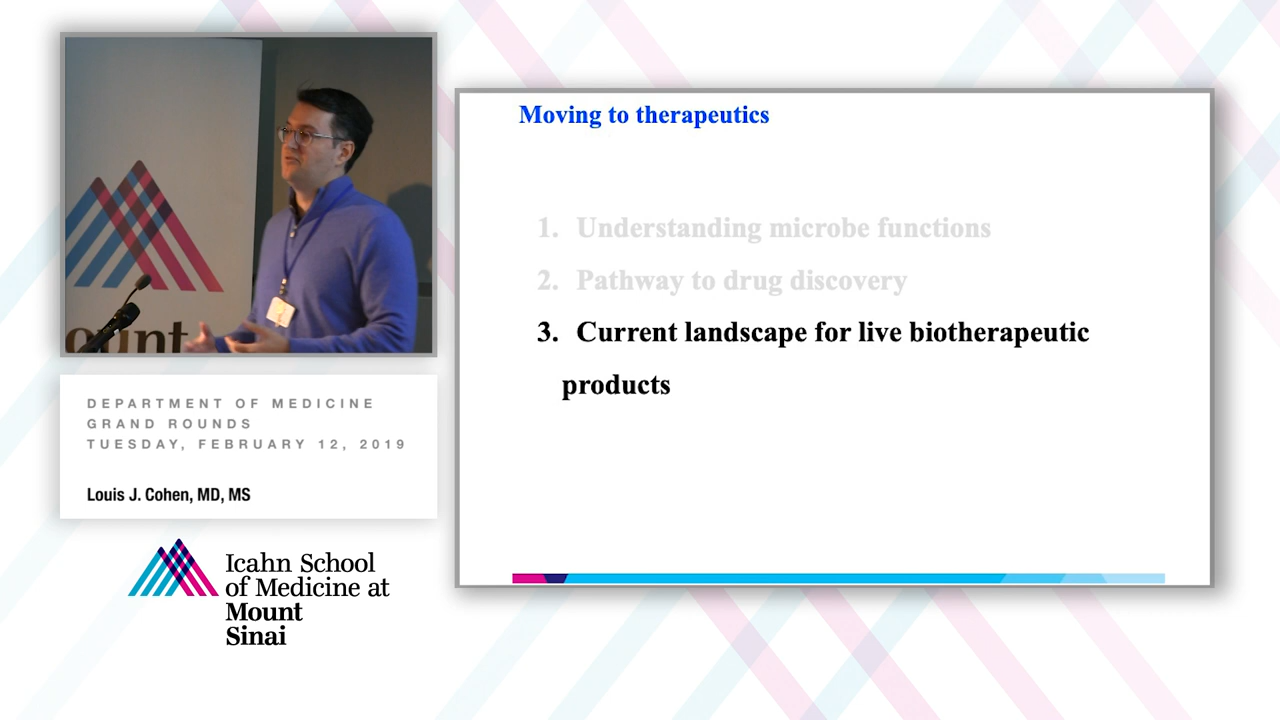 ount
DEPARTMENT OF MEDICINE
GRAND ROUNDS
TUESDAY, FEBRUARY 12, 2019
Louis J. Cohen, MD, MS
Icahn School
of Medicine at
Mount
Sinai
Moving to therapeutics
1. Understanding microbe functions
2. Pathway to drug discovery
3. Current landscape for live biotherapeutic
products